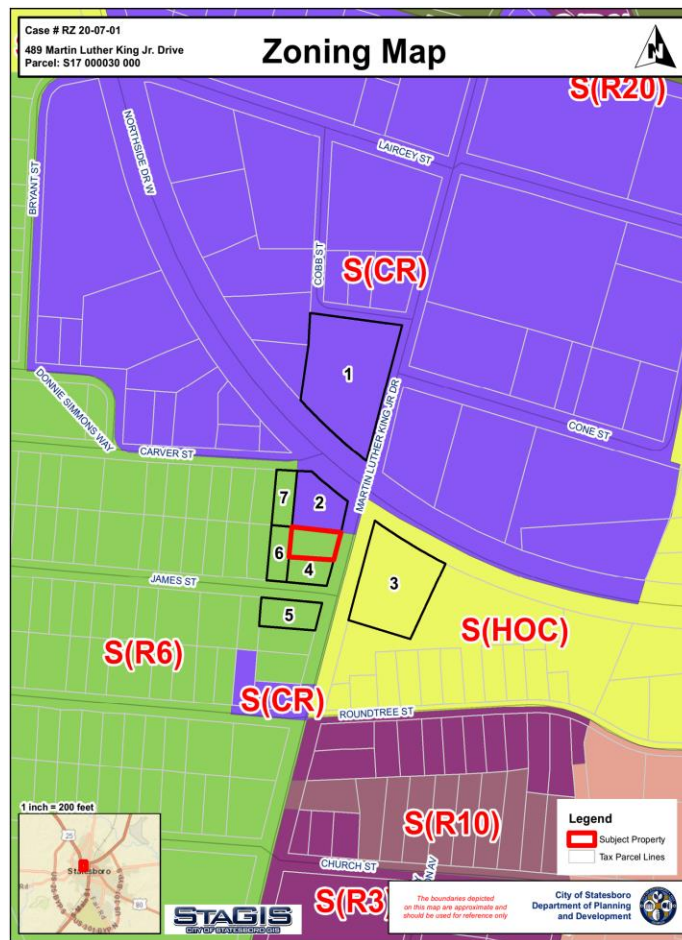 Case # RZ 20-07-01
489 Martin Luther King Jr. Drive
Parcel: S17 000030 000
Zoning Map
N
S(R20)
LAIRCEY ST
NORTHSIDE DR W
BRYANT ST
COBB ST
S(CR)
1
MARTIN LUTHER KING JR DR
CONE ST
DONNIE SIMMONS WAY
CARVER ST
7
2
6
4
3
JAMES ST
5
S(HOC)
S(R6)
S(CR)
ROUNDTREE ST
1 inch = 200 feet
S(R10)
Legend
Subject Property
Tax Parcel Lines
Statesboro
CHURCH ST
N AV
S(R3)
The boundaries depicted
on this map are approximate and
should be used for reference only
City of Statesboro
Department of Planning
and Development
STAGIS
CITY OF STATESBORO GIS